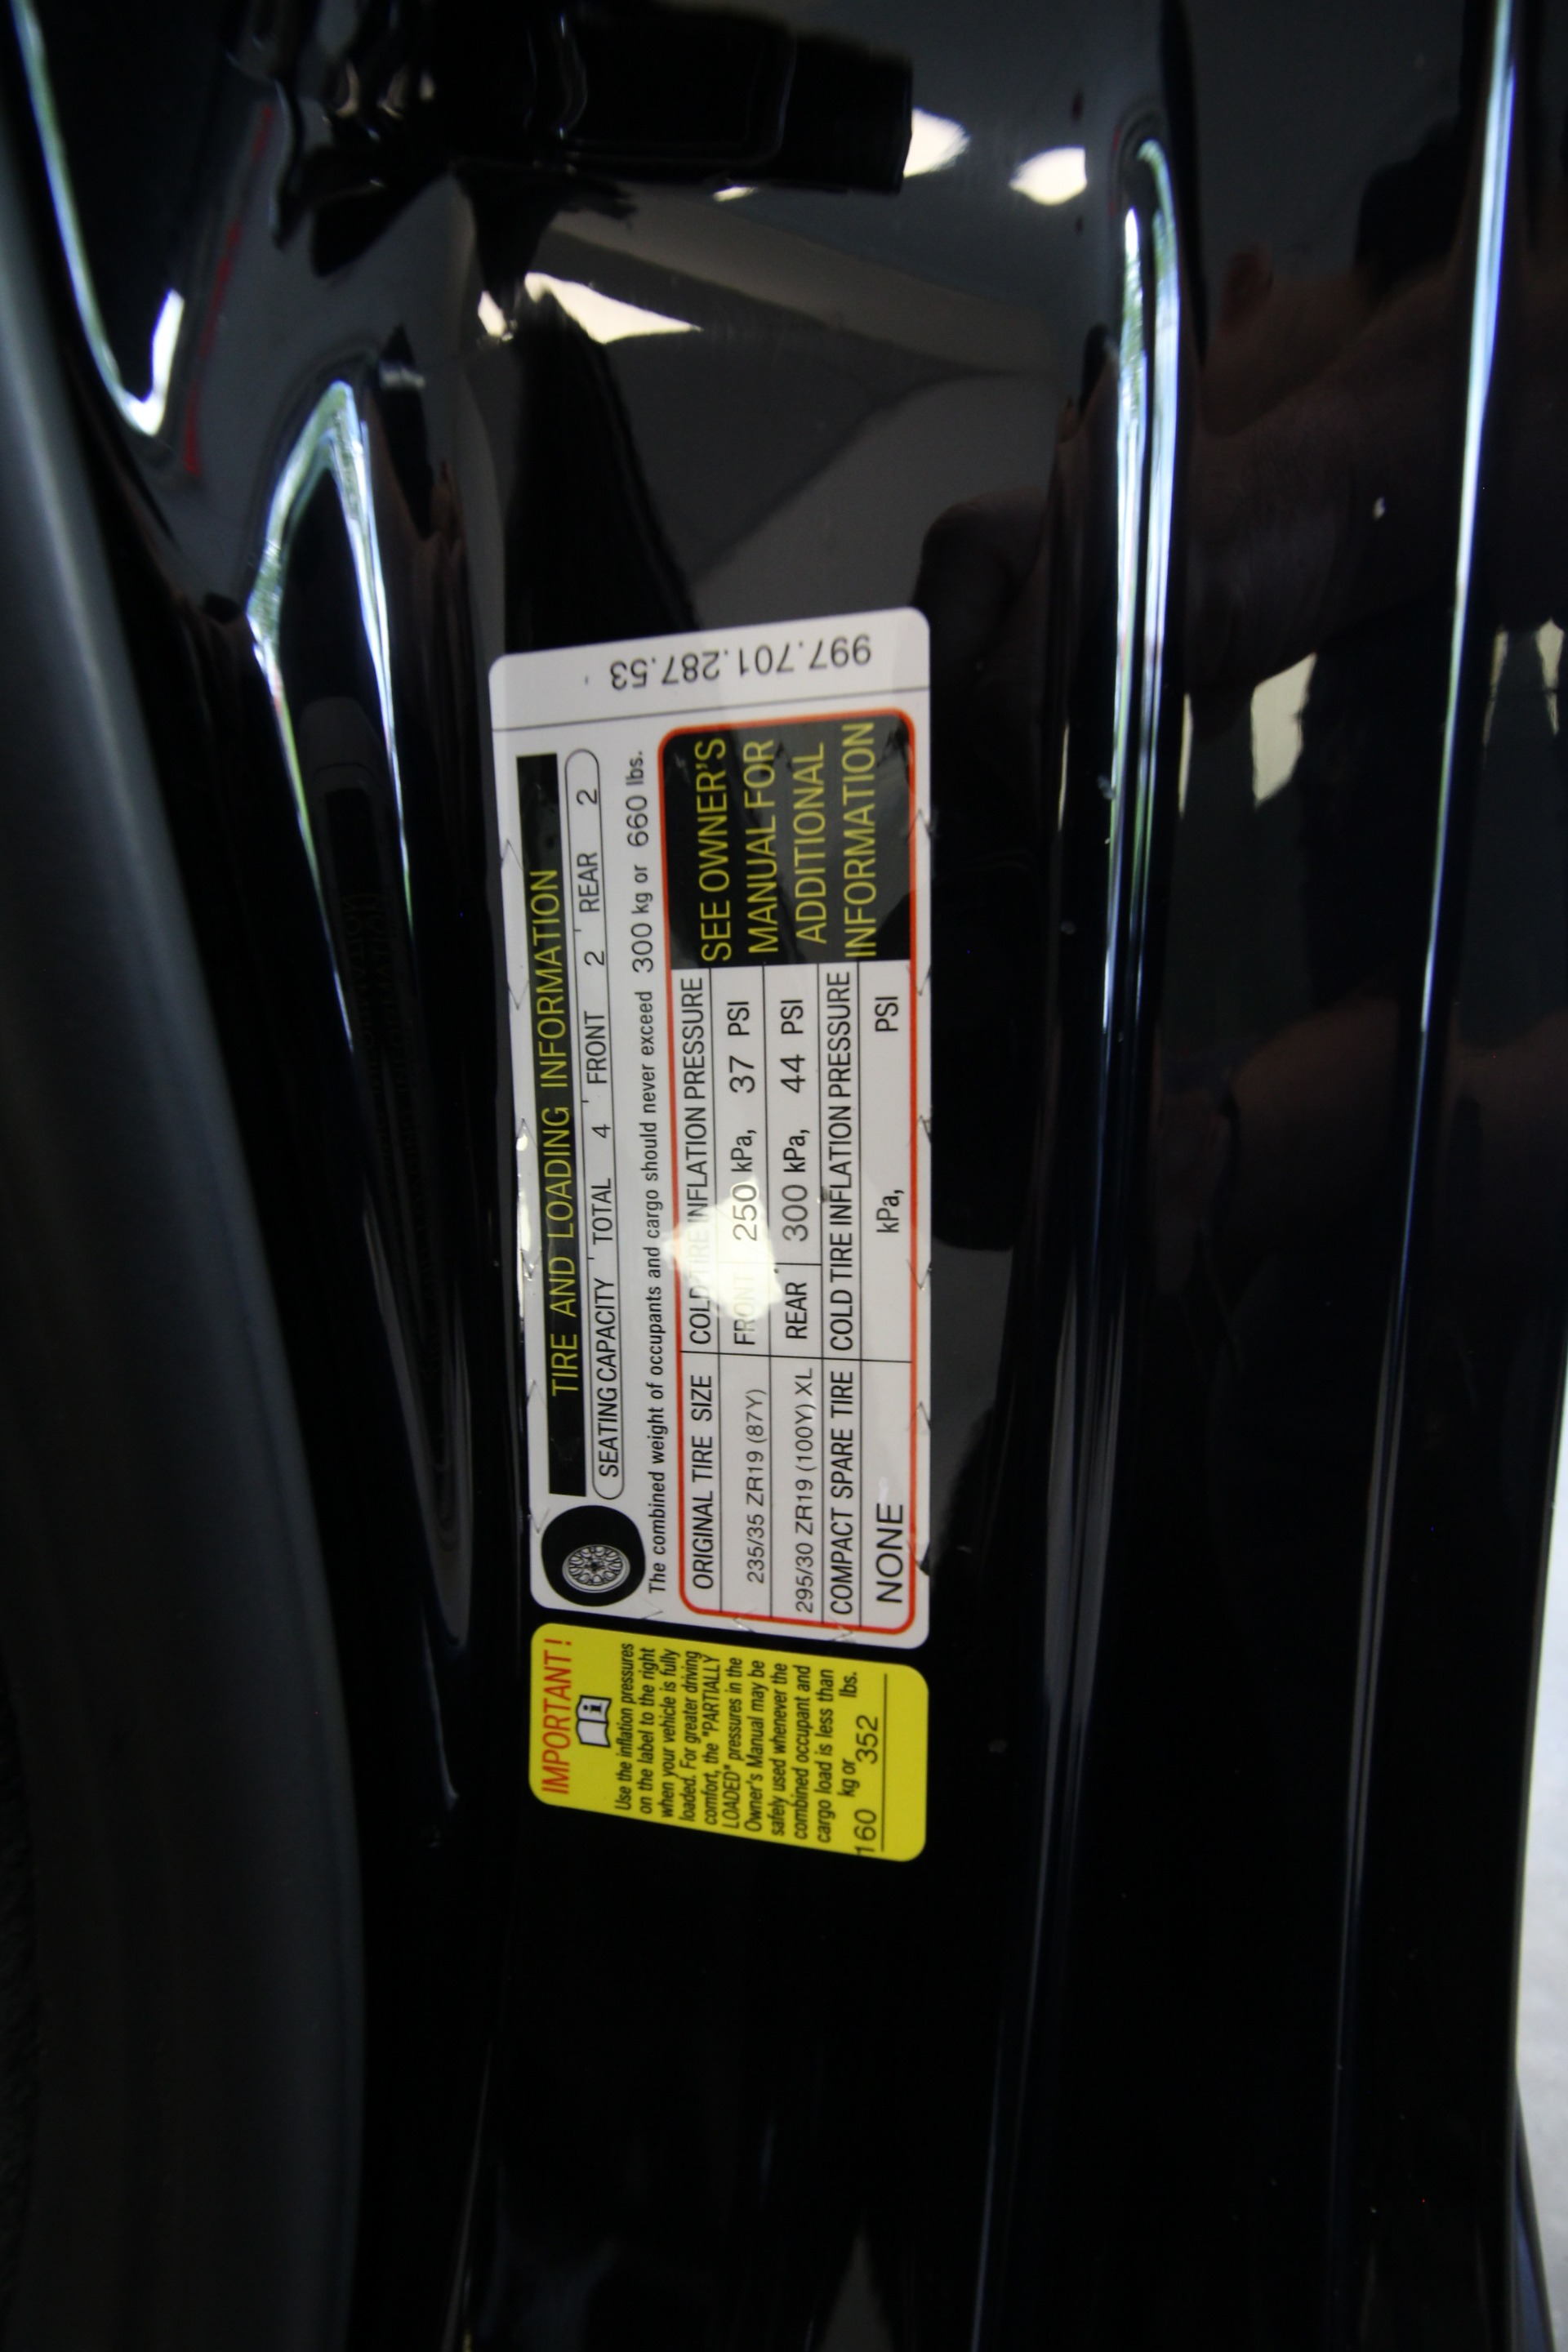 IMPORTANT!
Use the inflation pressures
on the label to the right
when your vehicle is fully
loaded. For greater driving
comfort, the "PARTIALLY
LOADED" pressures in the
Owner's Manual may be
safely used whenever the
combined occupant and
cargo load is less than
160 kg or 352 lbs.
TIRE AND LOADING INFORMATION
SEATING CAPACITY TOTAL 4 FRONT 2 REAR 2
The combined weight of occupants and cargo should never exceed 300 kg or 660 lbs.
ORIGINAL TIRE SIZE COLD TIRE INFLATION PRESSURE
235/35 ZR19 (87Y) FRONT 250 kPa, 37 PSI
295/30 ZR19 (100Y) XL REAR 300 kPa, 44 PSI
COMPACT SPARE TIRE COLD TIRE INFLATION PRESSURE
NONE kPa, PSI
SEE OWNER'S
MANUAL FOR
ADDITIONAL
INFORMATION
997.701.287.53